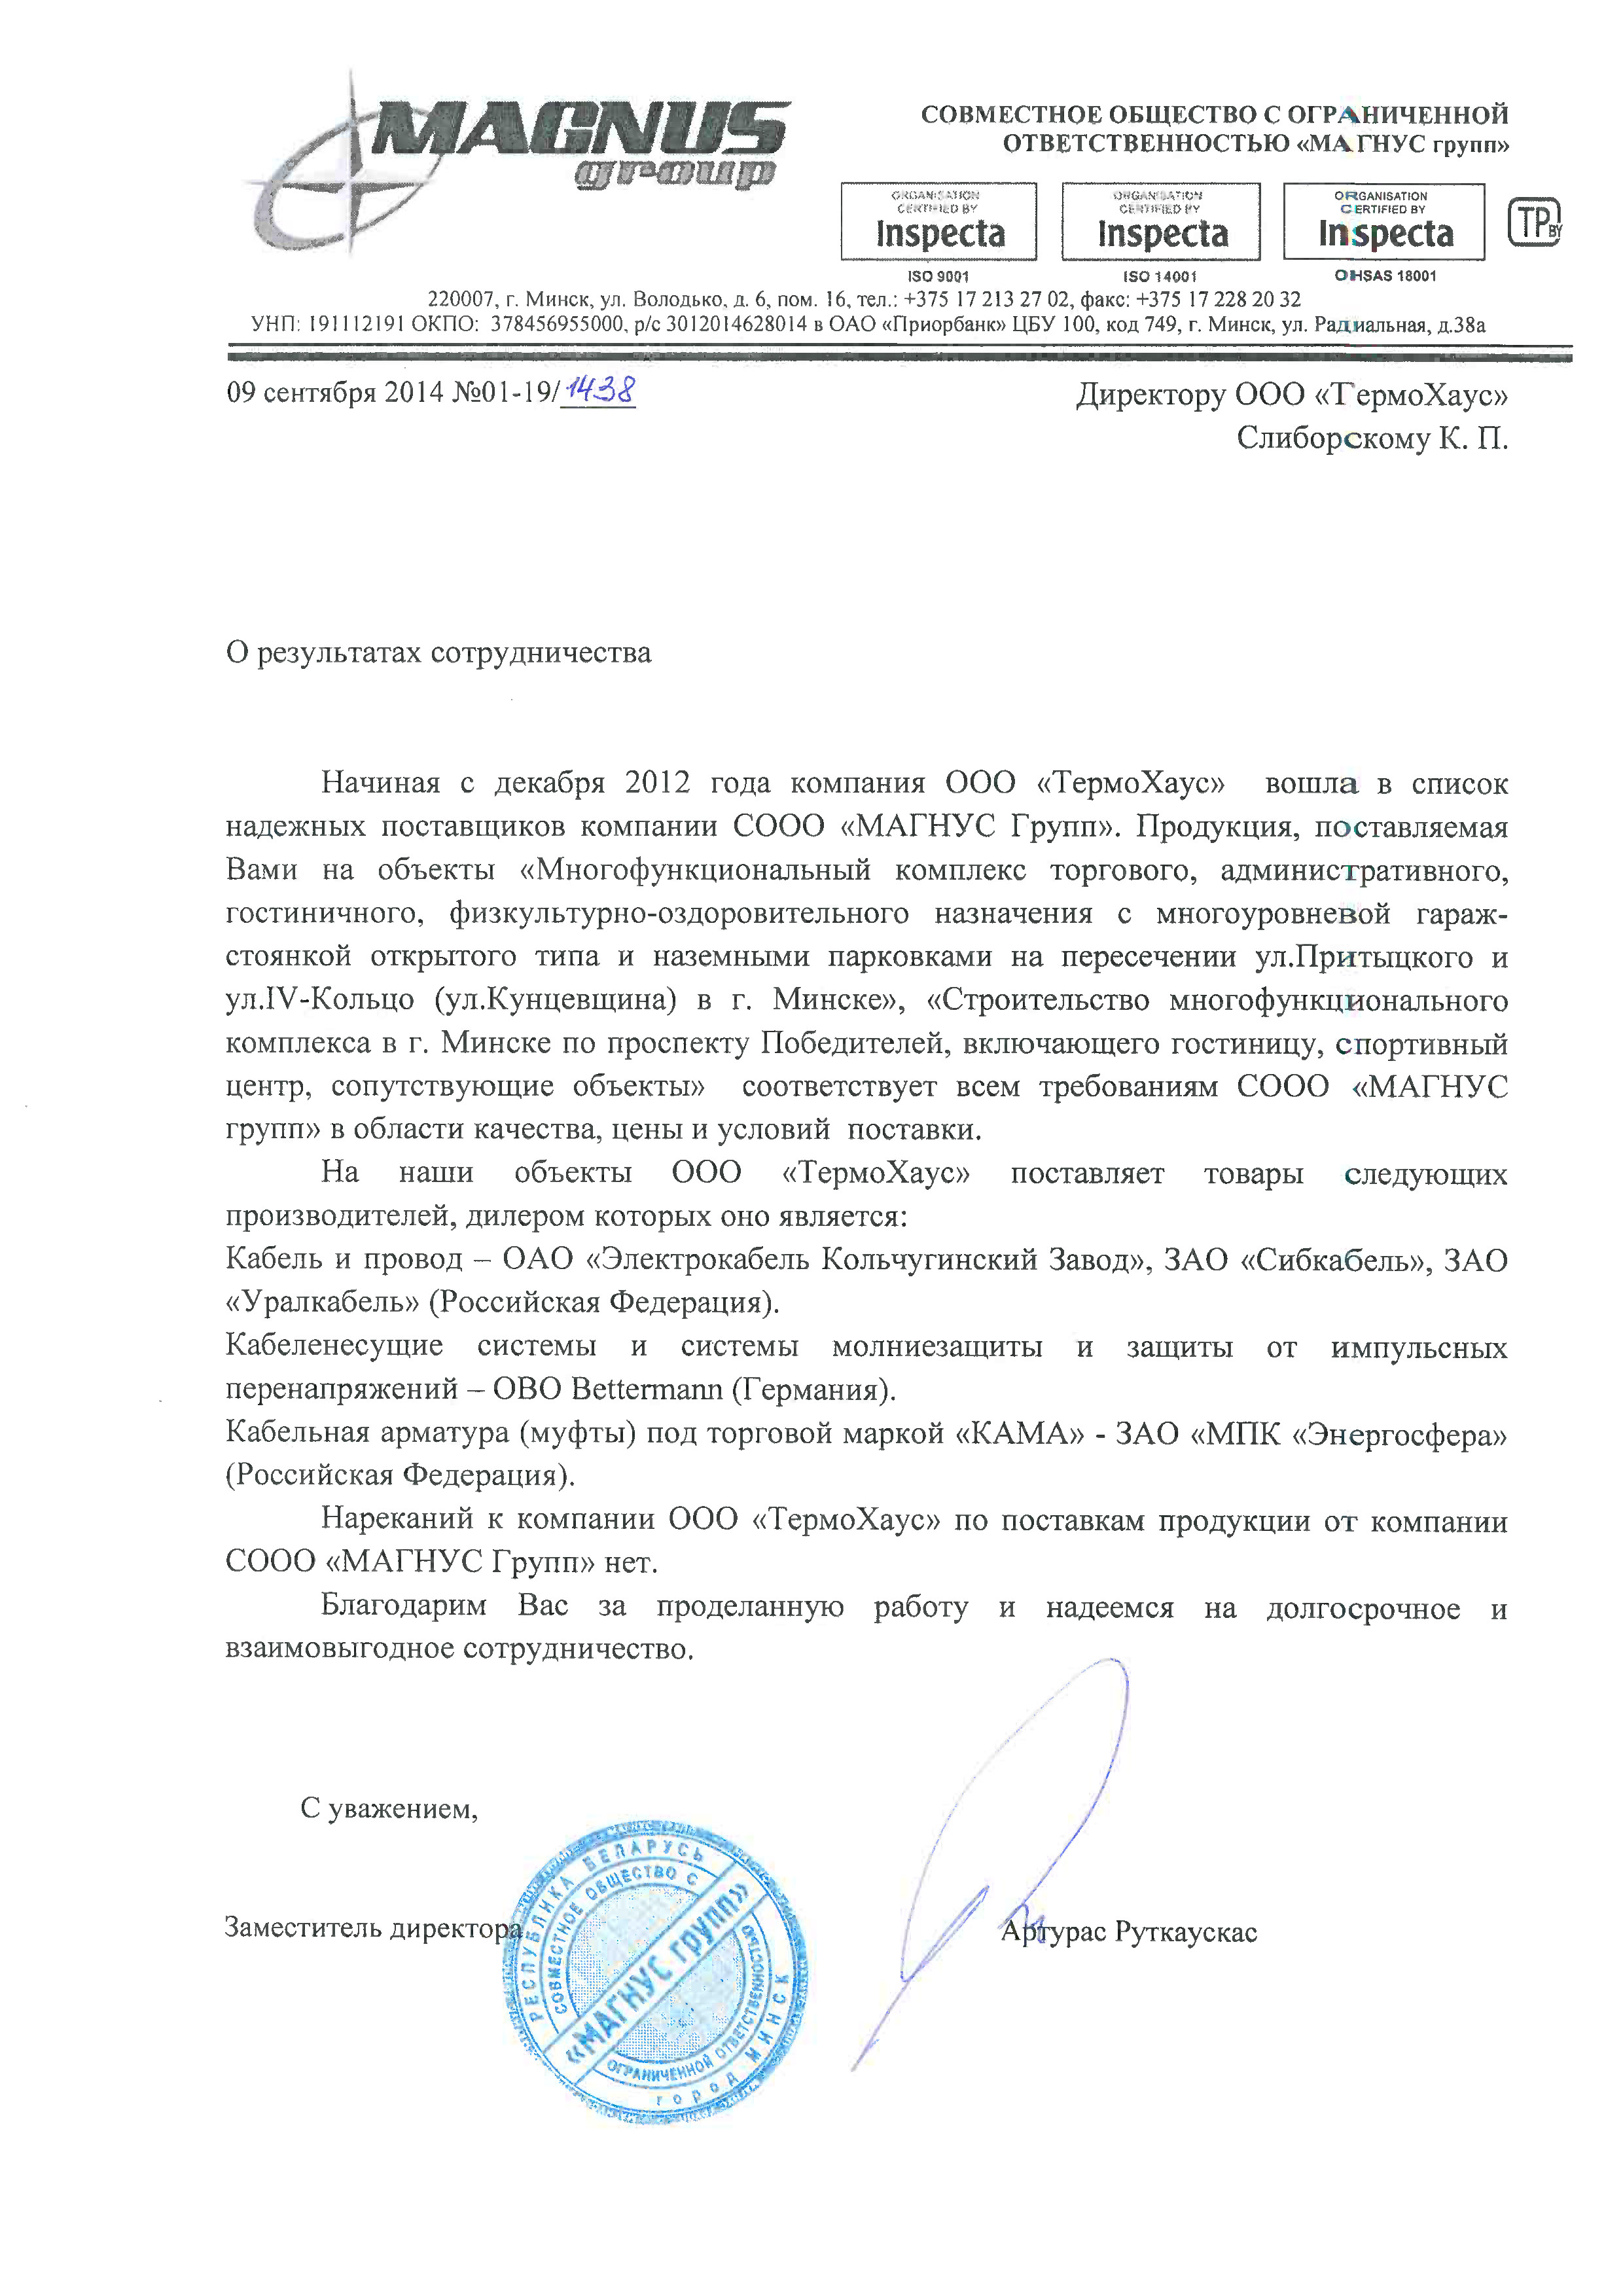 MAGNUS
group
СОВМЕСТНОЕ ОБЩЕСТВО С ОГРАНИЧЕННОЙ
ОТВЕТСТВЕННОСТЬЮ «МАГНУС групп»
ORGANISATION
CERTIFIED BY
Inspecta
ISO 9001
ORGANISATION
CERTIFIED BY
Inspecta
ISO 14001
ORGANISATION
CERTIFIED BY
Inspecta
OHSAS 18001
ТР BY
220007, г. Минск, ул. Володько, д. 6, пом. 16, тел.: +375 17 213 27 02, факс: +375 17 228 20 32
УНП: 191112191 ОКПО: 378456955000, р/с 3012014628014 в ОАО «Приорбанк» ЦБУ 100, код 749, г. Минск, ул. Радиальная, д.38а
09 сентября 2014 №01-19/1438
Директору ООО «ТермоХаус»
Слиборскому К. П.
О результатах сотрудничества
Начиная с декабря 2012 года компания ООО «ТермоХаус» вошла в список
надежных поставщиков компании СООО «МАГНУС Групп». Продукция, поставляемая
Вами на объекты «Многофункциональный комплекс торгового, административного,
гостиничного, физкультурно-оздоровительного назначения с многоуровневой гараж-
стоянкой открытого типа и наземными парковками на пересечении ул.Притыцкого и
ул.IV-Кольцо (ул.Кунцевщина) в г. Минске», «Строительство многофункционального
комплекса в г. Минске по проспекту Победителей, включающего гостиницу, спортивный
центр, сопутствующие объекты» соответствует всем требованиям СООО «МАГНУС
групп» в области качества, цены и условий поставки.
На наши объекты ООО «ТермоХаус» поставляет товары следующих
производителей, дилером которых оно является:
Кабель и провод – ОАО «Электрокабель Кольчугинский Завод», ЗАО «Сибкабель», ЗАО
«Уралкабель» (Российская Федерация).
Кабеленесущие системы и системы молниезащиты и защиты от импульсных
перенапряжений – OBO Bettermann (Германия).
Кабельная арматура (муфты) под торговой маркой «КАМА» - ЗАО «МПК «Энергосфера»
(Российская Федерация).
Нареканий к компании ООО «ТермоХаус» по поставкам продукции от компании
СООО «МАГНУС Групп» нет.
Благодарим Вас за проделанную работу и надеемся на долгосрочное и
взаимовыгодное сотрудничество.
С уважением,
Заместитель директора
Артурас Руткаускас
РЕСПУБЛИКА БЕЛАРУСЬ
СОВМЕСТНОЕ ОБЩЕСТВО С
«МАГНУС ГРУПП»
ОГРАНИЧЕННОЙ ОТВЕТСТВЕННОСТЬЮ
ГОРОД МИНСК